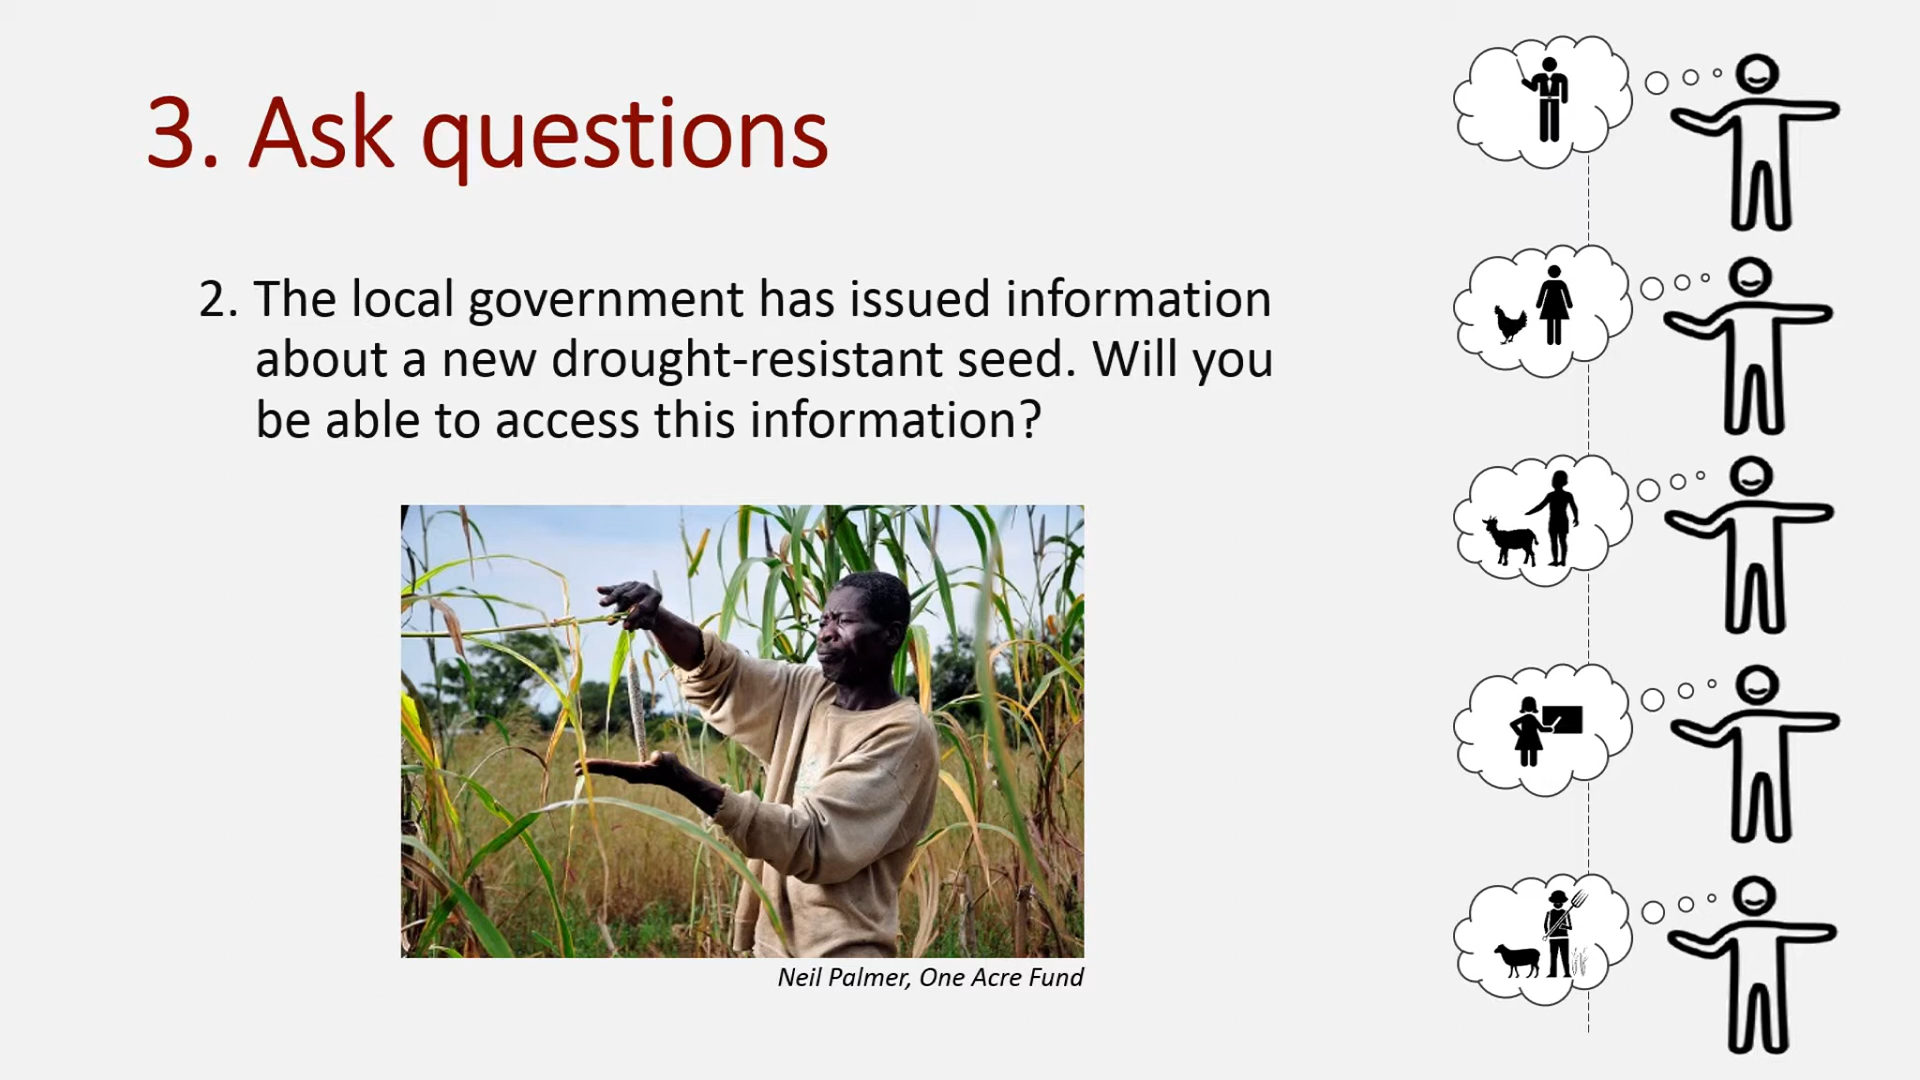 3. Ask questions
2. The local government has issued information
about a new drought-resistant seed. Will you
be able to access this information?
Neil Palmer, One Acre Fund